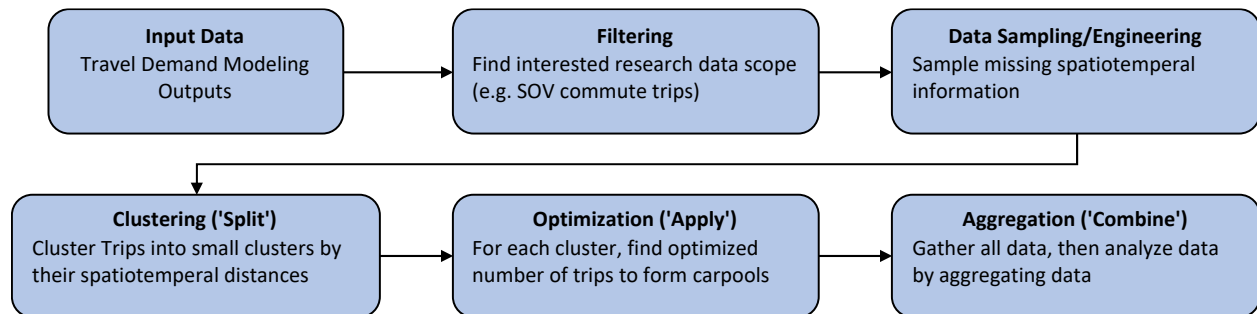 Input Data
Travel Demand Modeling
Outputs
Filtering
Find interested research data scope
(e.g. SOV commute trips)
Data Sampling/Engineering
Sample missing spatiotemporal
information
Clustering ('Split')
Cluster Trips into small clusters by
their spatiotemporal distances
Optimization ('Apply')
For each cluster, find optimized
number of trips to form carpools
Aggregation ('Combine')
Gather all data, then analyze data
by aggregating data